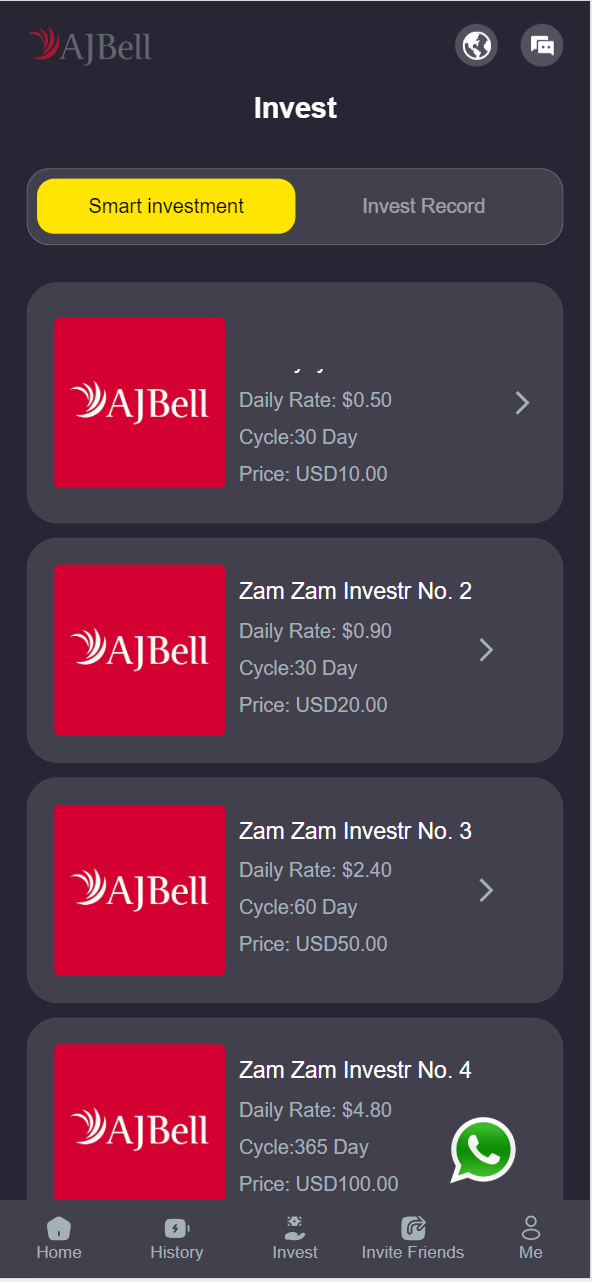 AJBell
Invest
Smart investment
Invest Record
AJBell
Daily Rate: $0.50
Cycle:30 Day
Price: USD10.00
AJBell
Zam Zam Investr No. 2
Daily Rate: $0.90
Cycle:30 Day
Price: USD20.00
AJBell
Zam Zam Investr No. 3
Daily Rate: $2.40
Cycle:60 Day
Price: USD50.00
AJBell
Zam Zam Investr No. 4
Daily Rate: $4.80
Cycle:365 Day
Price: USD100.00
Home
History
Invest
Invite Friends
Me